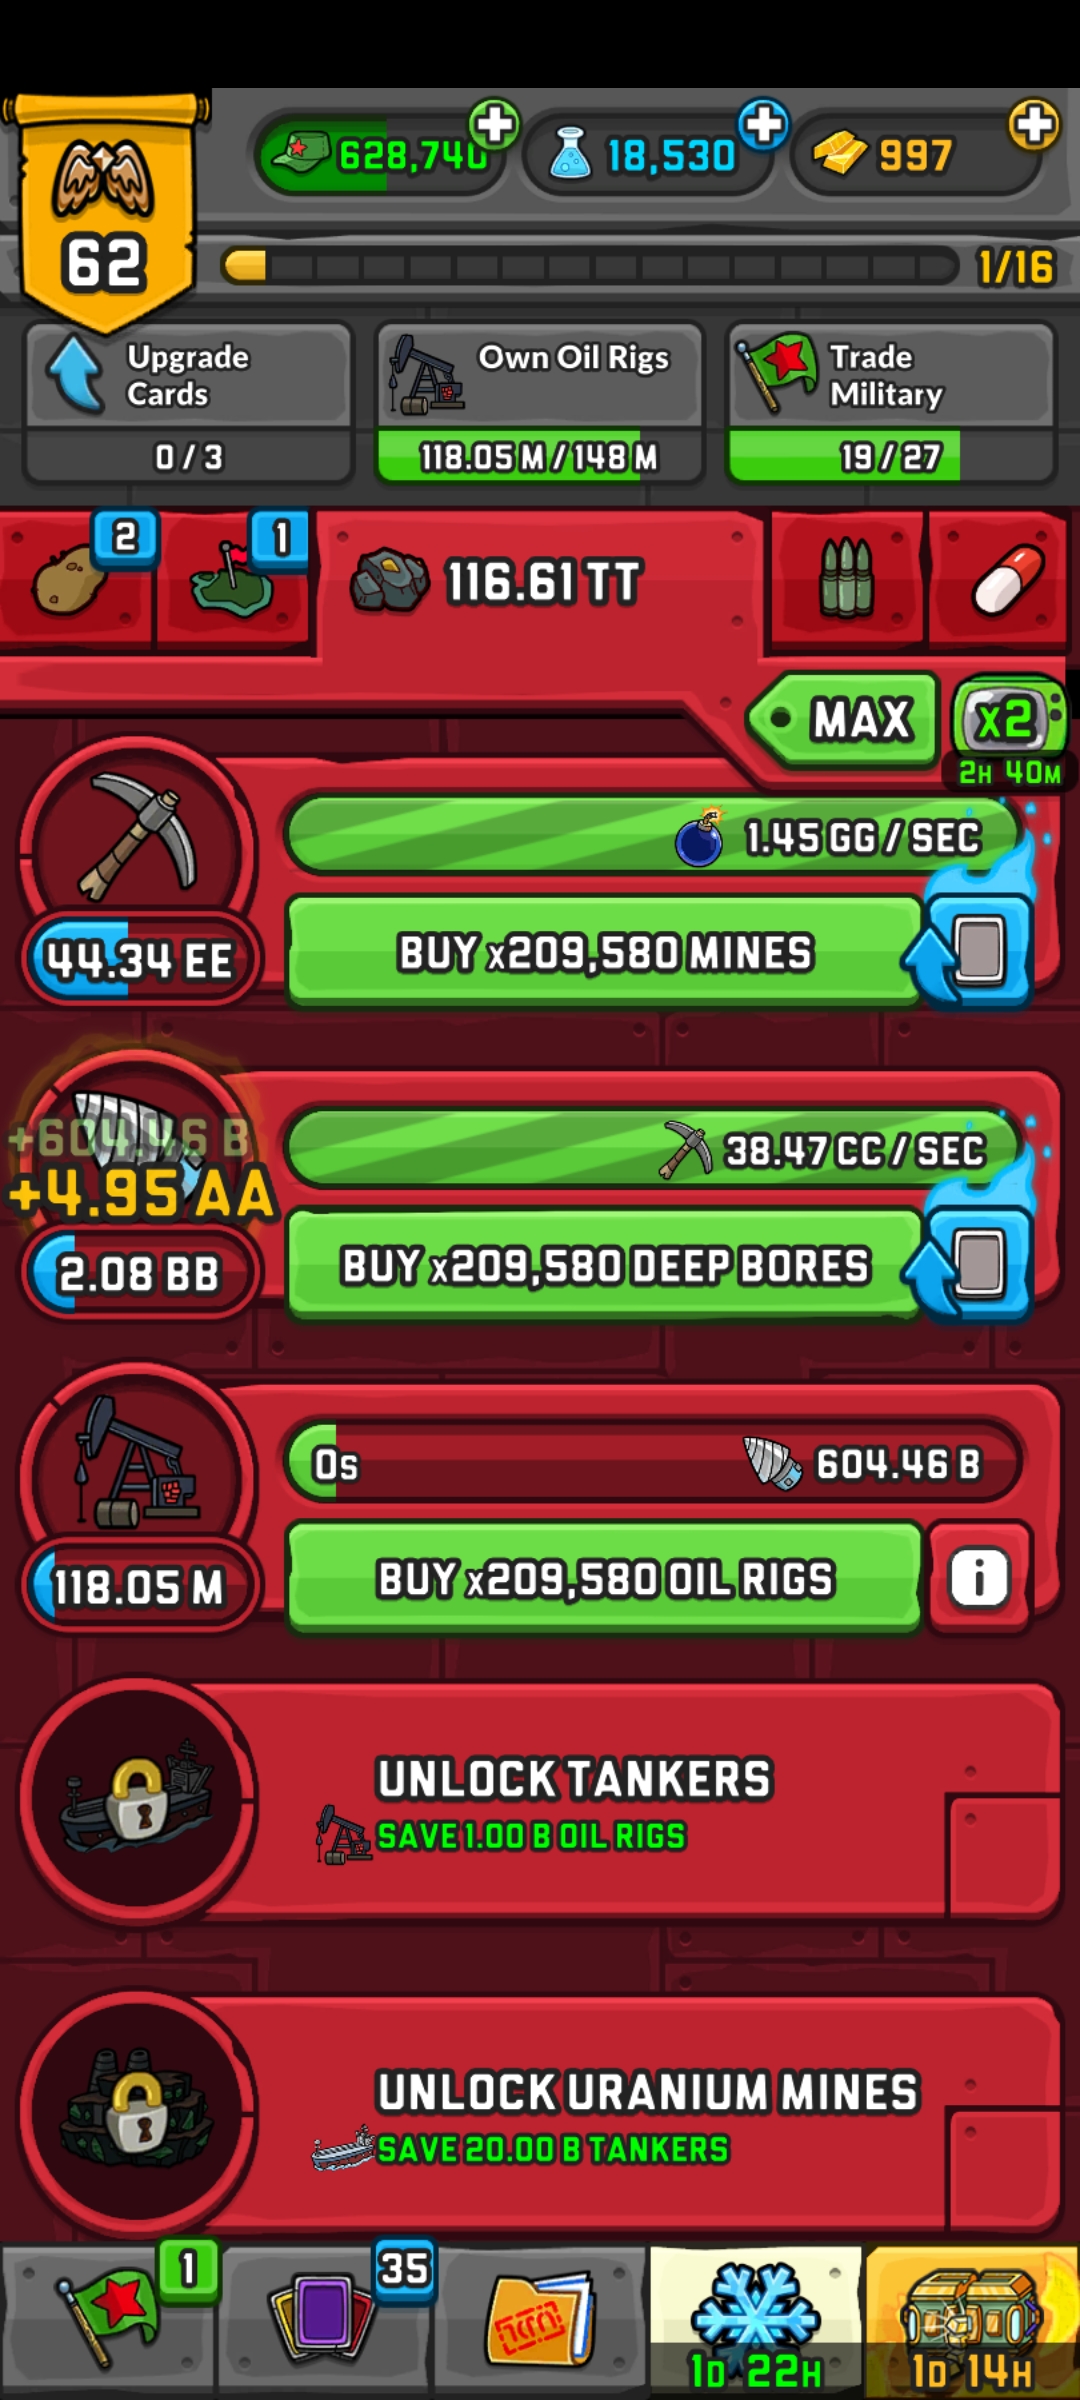 628,740
18,530
997
62
1/16
Upgrade
Cards
0 / 3
Own Oil Rigs
118.05 M / 148 M
Trade
Military
19 / 27
2
1
116.61 TT
MAX
x2
2H 40M
1.45 GG / SEC
44.34 EE
BUY x209,580 MINES
38.47 CC / SEC
+604.46 B
+4.95 AA
2.08 BB
BUY x209,580 DEEP BORES
0s
604.46 B
118.05 M
BUY x209,580 OIL RIGS
i
UNLOCK TANKERS
SAVE 1.00 B OIL RIGS
UNLOCK URANIUM MINES
SAVE 20.00 B TANKERS
1
35
1D 22H
1D 14H